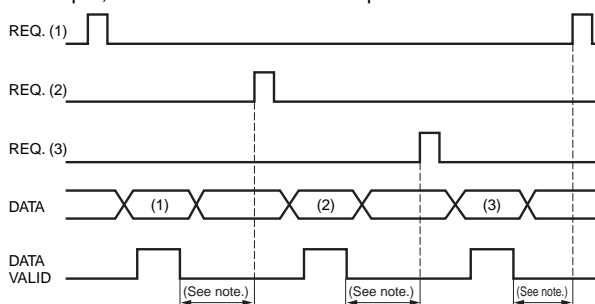 REQ. (1)
REQ. (2)
REQ. (3)
DATA
(1) (2) (3)
DATA
VALID
(See note.) (See note.) (See note.)